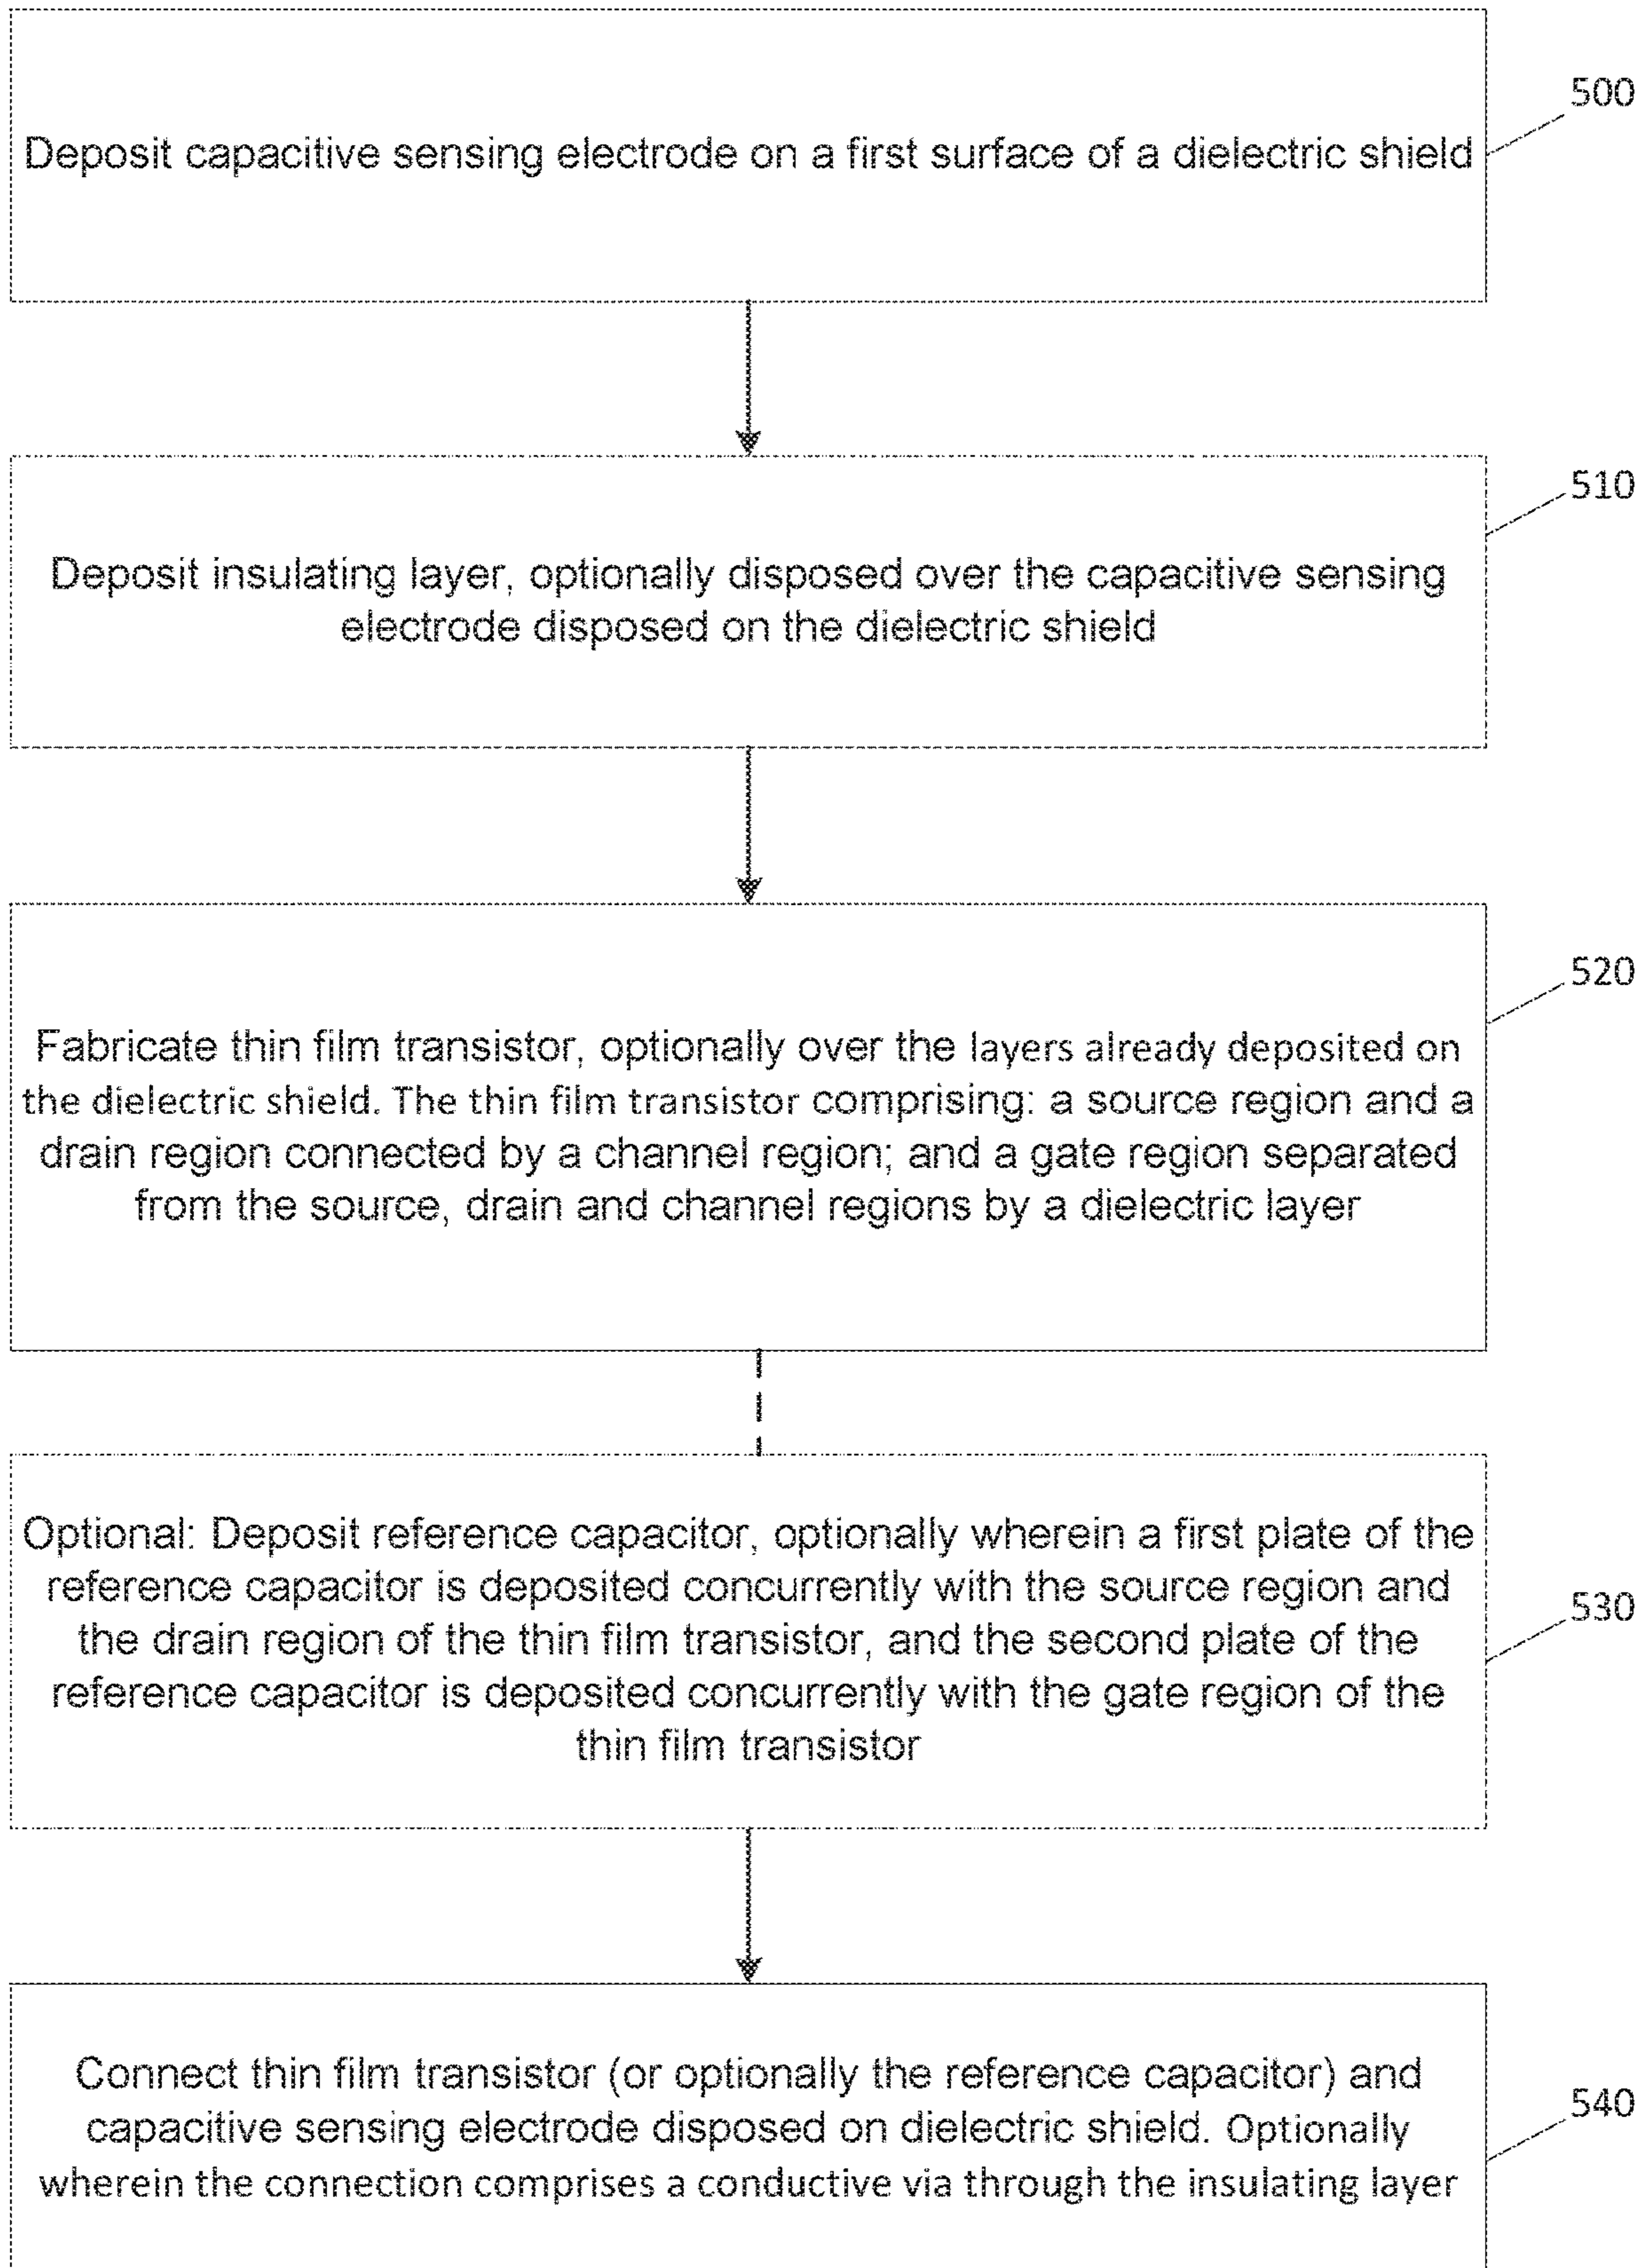 500
Deposit capacitive sensing electrode on a first surface of a dielectric shield
510
Deposit insulating layer, optionally disposed over the capacitive sensing
electrode disposed on the dielectric shield
520
Fabricate thin film transistor, optionally over the layers already deposited on
the dielectric shield. The thin film transistor comprising: a source region and a
drain region connected by a channel region; and a gate region separated
from the source, drain and channel regions by a dielectric layer
Optional: Deposit reference capacitor, optionally wherein a first plate of the
reference capacitor is deposited concurrently with the source region and
530
the drain region of the thin film transistor, and the second plate of the
reference capacitor is deposited concurrently with the gate region of the
thin film transistor
Connect thin film transistor (or optionally the reference capacitor) and
540
capacitive sensing electrode disposed on dielectric shield. Optionally
wherein the connection comprises a conductive via through the insulating layer